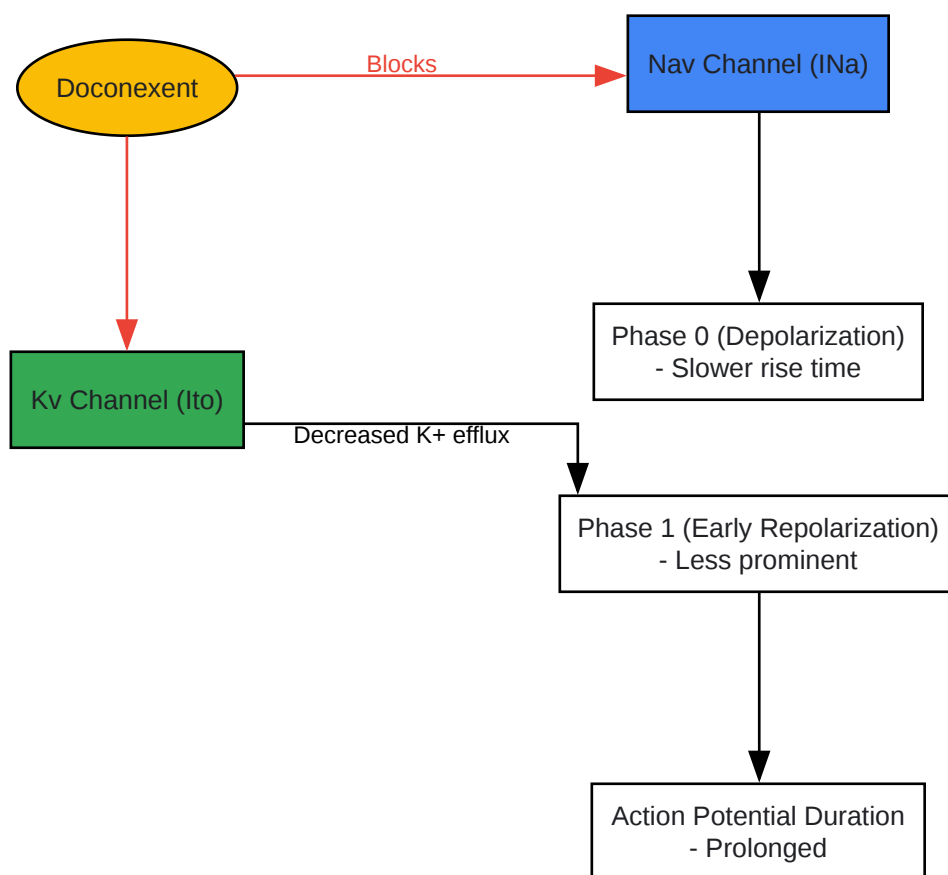 Doconexent
Blocks
Nav Channel (INa)
Phase 0 (Depolarization)
- Slower rise time
Kv Channel (Ito)
Decreased K+ efflux
Phase 1 (Early Repolarization)
- Less prominent
Action Potential Duration
- Prolonged